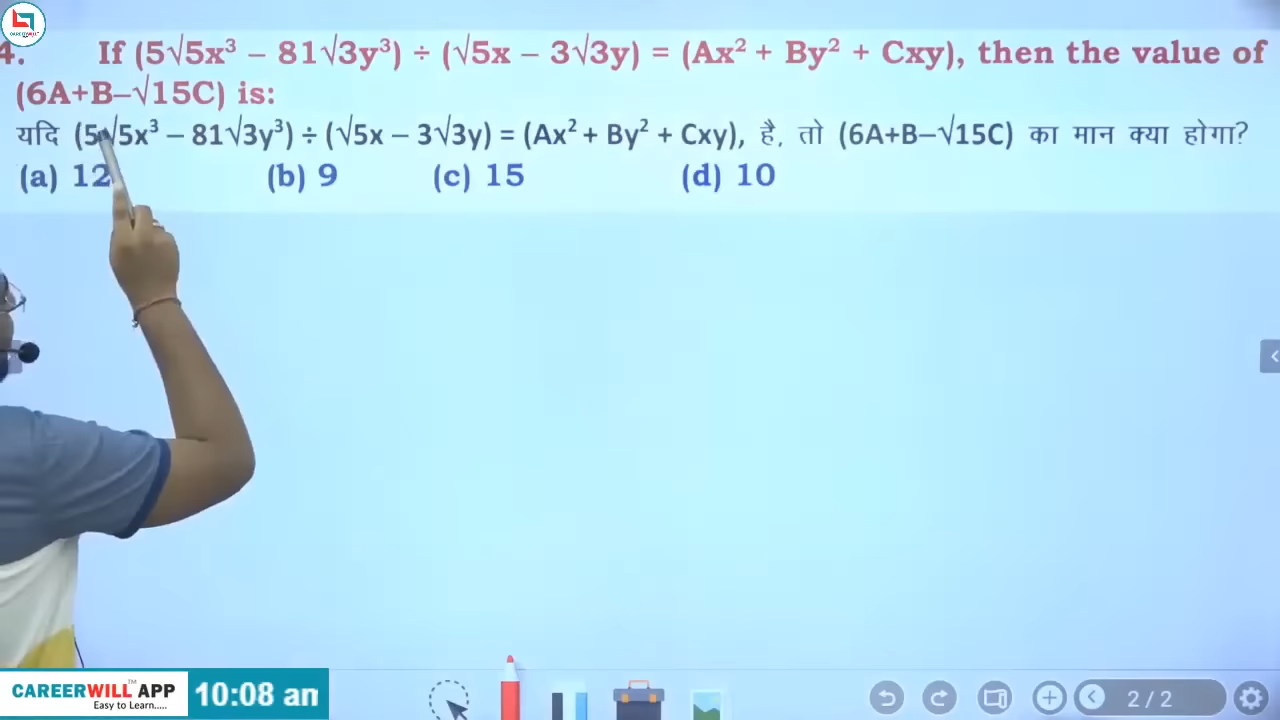 4. If (5√5x³ – 81√3y³) ÷ (√5x – 3√3y) = (Ax² + By² + Cxy), then the value of
(6A+B–√15C) is:
यदि (5√5x³ – 81√3y³) ÷ (√5x – 3√3y) = (Ax² + By² + Cxy), है, तो (6A+B–√15C) का मान क्या होगा?
(a) 12 (b) 9 (c) 15 (d) 10
CAREERWILL™ APP
Easy to Learn.....
10:08 am
2 / 2